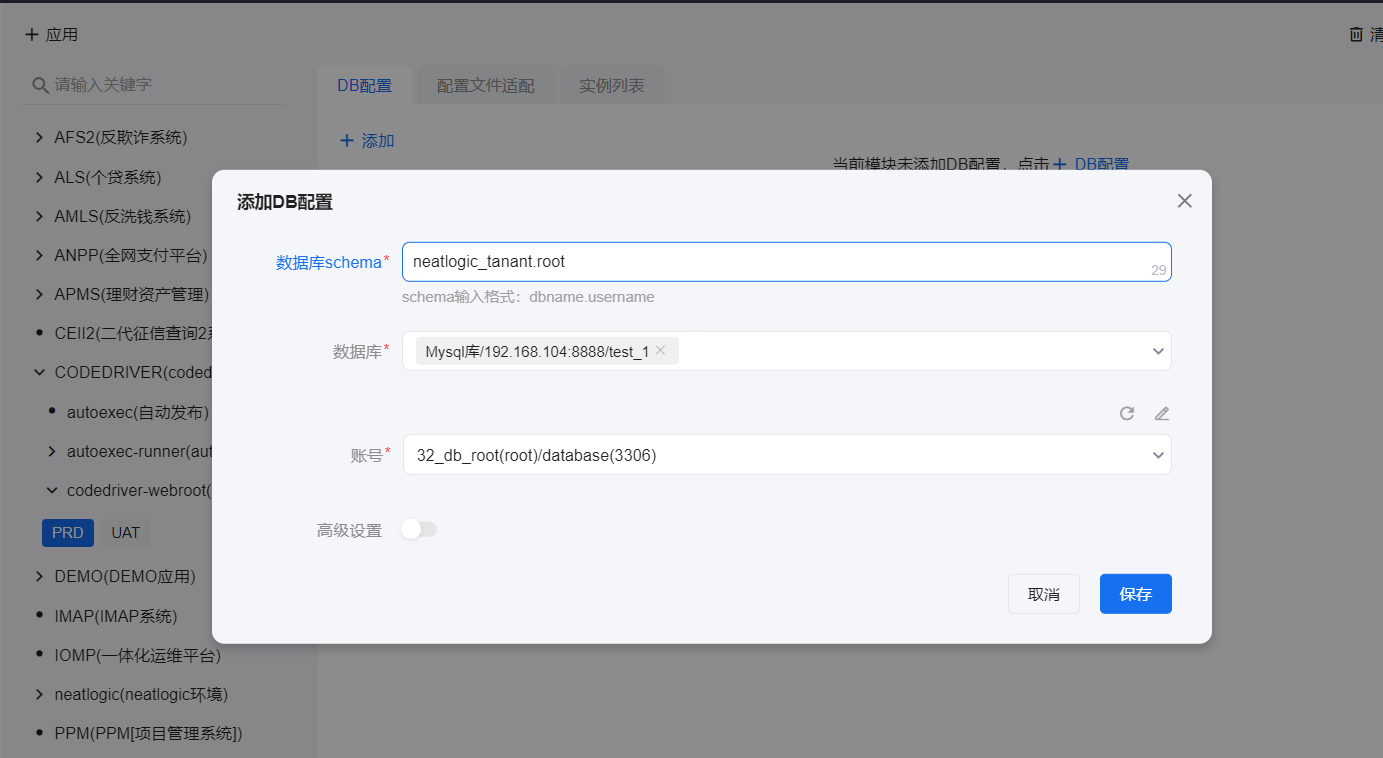 应用
清
请输入关键字
DB配置
配置文件适配
实例列表
AFS2(反欺诈系统)
添加
当前模块未添加DB配置，点击
DB配置
ALS(个贷系统)
AMLS(反洗钱系统)
ANPP(全网支付平台)
APMS(理财资产管理)
CEII2(二代征信查询2系
CODEDRIVER(coded
autoexec(自动发布)
autoexec-runner(aut
codedriver-webroot(
PRD
UAT
DEMO(DEMO应用)
IMAP(IMAP系统)
IOMP(一体化运维平台)
neatlogic(neatlogic环境)
PPM(PPM[项目管理系统])
添加DB配置
数据库schema*
neatlogic_tanant.root
29
schema输入格式：dbname.username
数据库*
Mysql库/192.168.104:8888/test_1
账号*
32_db_root(root)/database(3306)
高级设置
取消
保存